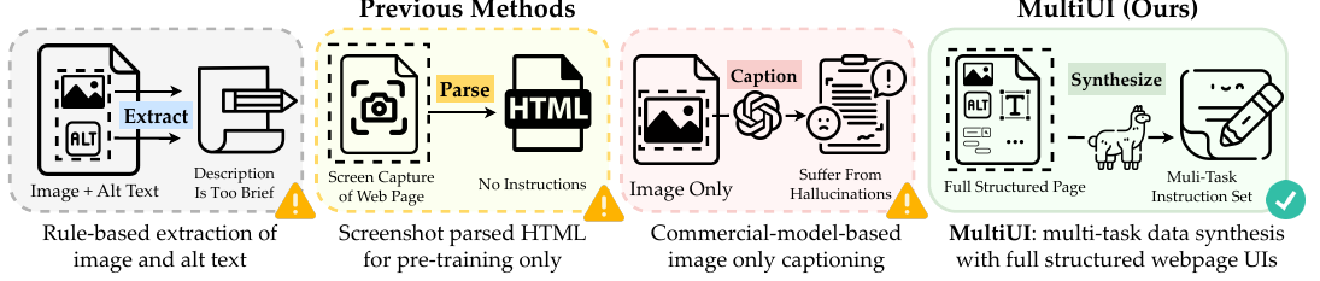 Previous Methods
MultiUI (Ours)
ALT
Extract
Image + Alt Text
Description
Is Too Brief
Rule-based extraction of
image and alt text
Parse
HTML
Screen Capture
of Web Page
No Instructions
Screenshot parsed HTML
for pre-training only
Caption
Image Only
Suffer From
Hallucinations
Commercial-model-based
image only captioning
ALT
T
Synthesize
Full Structured Page
Muli-Task
Instruction Set
MultiUI: multi-task data synthesis
with full structured webpage UIs